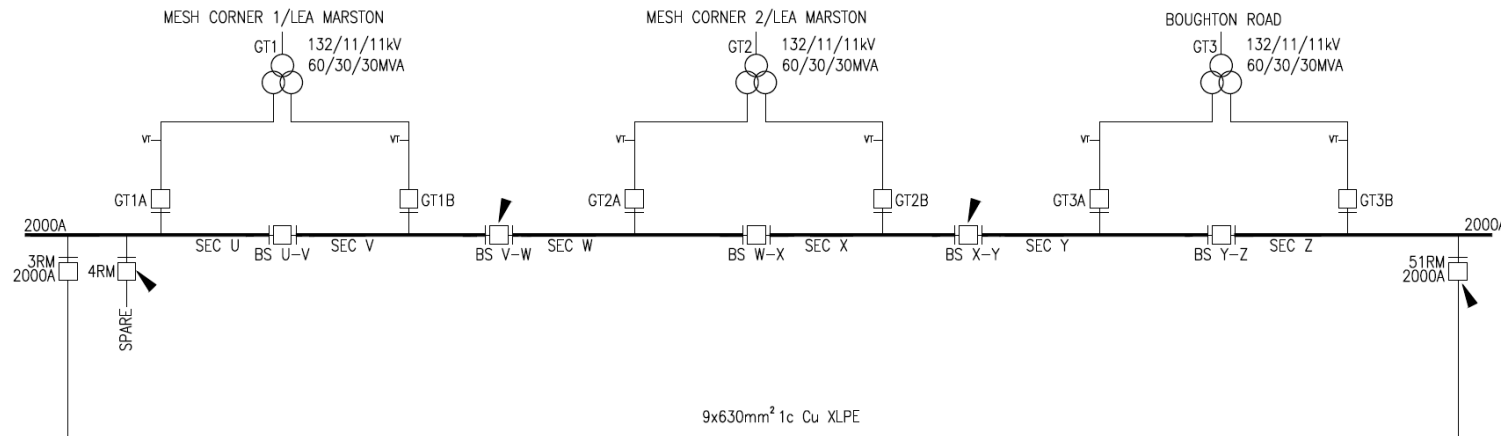 MESH CORNER 1/LEA MARSTON
MESH CORNER 2/LEA MARSTON
BOUGHTON ROAD
GT1
132/11/11kV
60/30/30MVA
GT2
132/11/11kV
60/30/30MVA
GT3
132/11/11kV
60/30/30MVA
VT
VT
VT
VT
VT
VT
GT1A
GT1B
GT2A
GT2B
GT3A
GT3B
2000A
2000A
SEC U
BS U-V
SEC V
BS V-W
SEC W
BS W-X
SEC X
BS X-Y
SEC Y
BS Y-Z
SEC Z
3RM
2000A
4RM
SPARE
51RM
2000A
9x630mm² 1c Cu XLPE